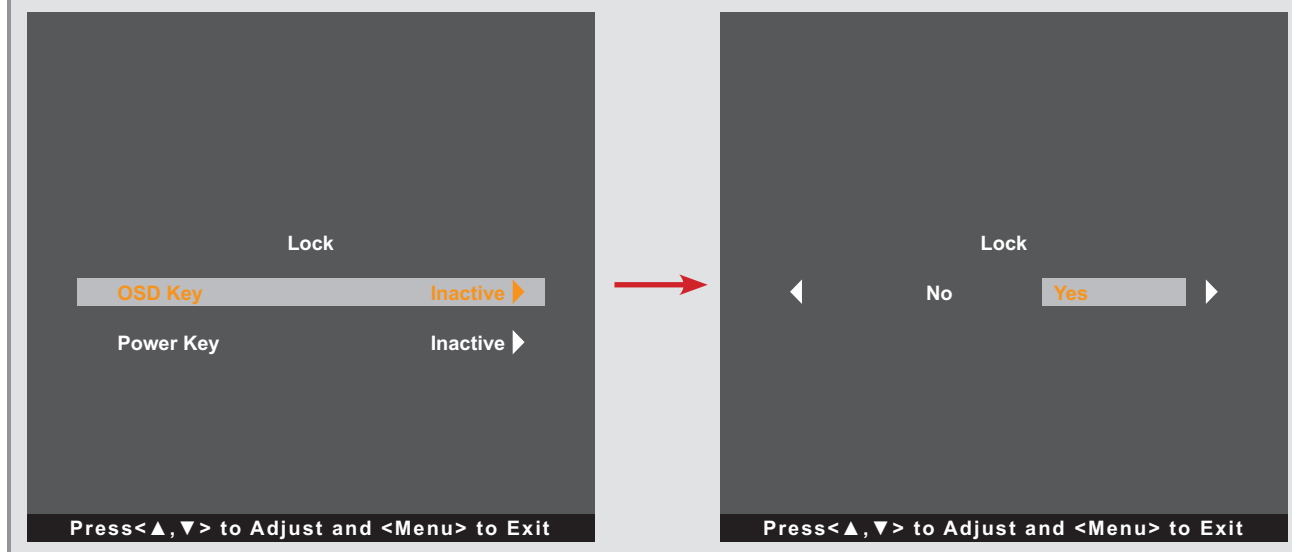 Lock
OSD Key Inactive
Power Key Inactive
Press<▲,▼> to Adjust and <Menu> to Exit
Lock
No Yes
Press<▲,▼> to Adjust and <Menu> to Exit